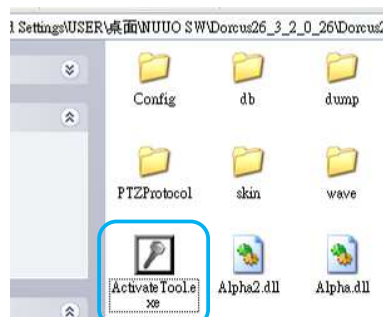 d Settings\USER\桌面\NUUO SW\Dorcus26_3_2_0_26\Dorcus2
Config db dump
PTZProtocol skin wave
ActivateTool.e Alpha2.dll Alpha.dll
xe